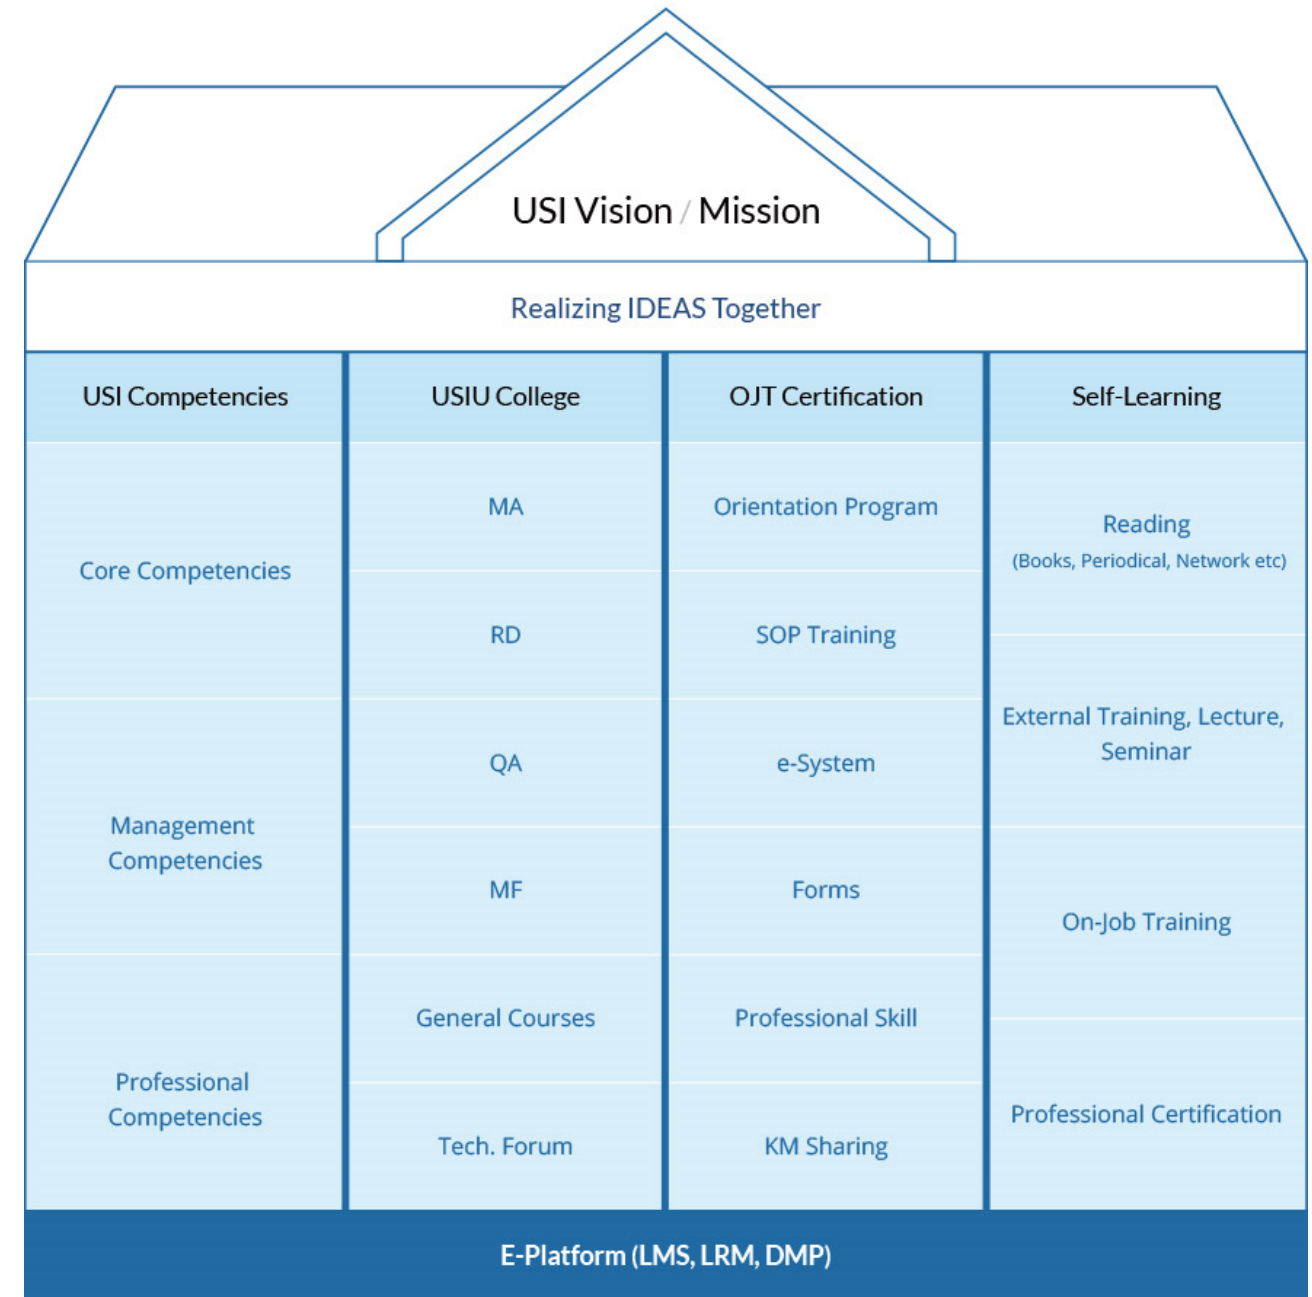 USI Vision / Mission
Realizing IDEAS Together
USI Competencies
Core Competencies
Management
Competencies
Professional
Competencies
USIU College
MA
RD
QA
MF
General Courses
Tech. Forum
OJT Certification
Orientation Program
SOP Training
e-System
Forms
Professional Skill
KM Sharing
Self-Learning
Reading
(Books, Periodical, Network etc)
External Training, Lecture,
Seminar
On-Job Training
Professional Certification
E-Platform (LMS, LRM, DMP)